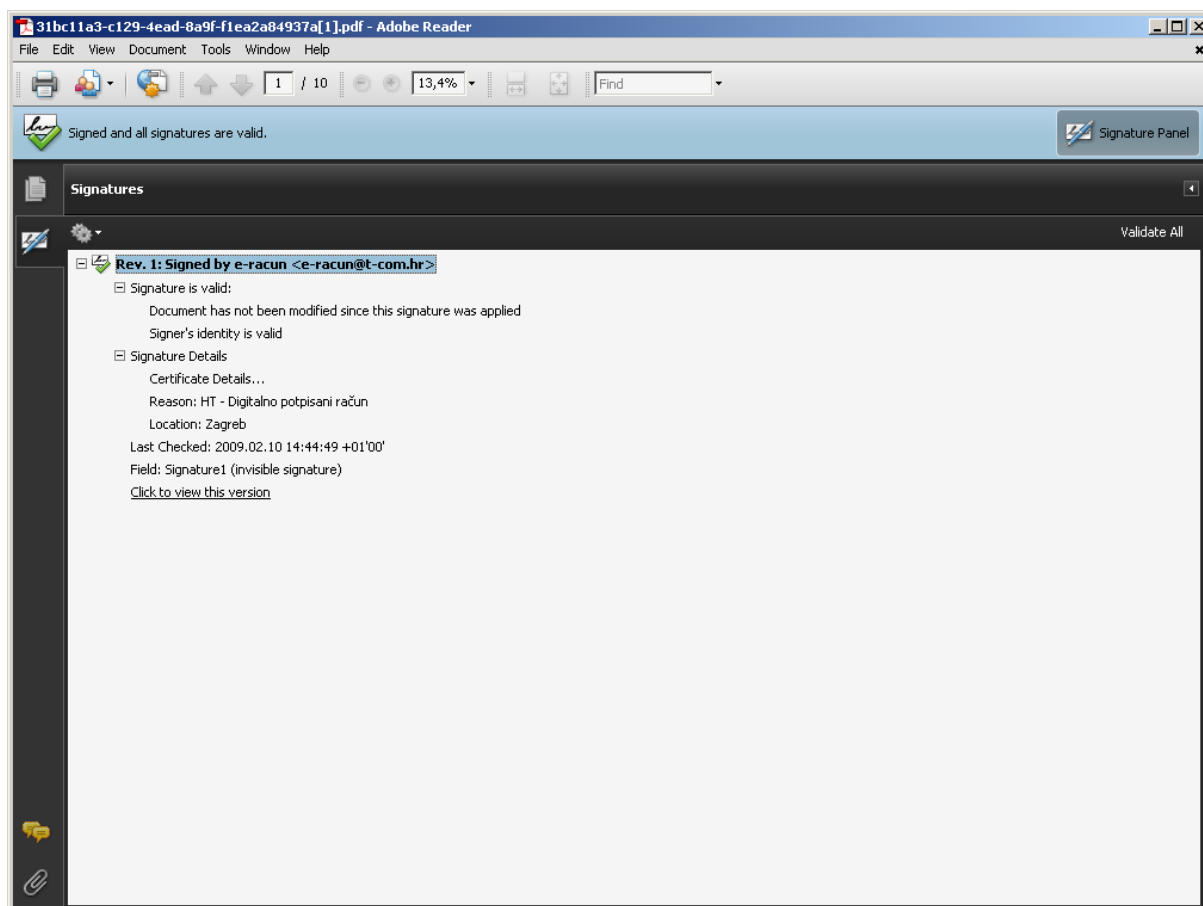 31bc11a3-c129-4ead-8a9f-f1ea2a84937a[1].pdf - Adobe Reader
File Edit View Document Tools Window Help
1 / 10 13,4% Find
Signed and all signatures are valid. Signature Panel
Signatures
Validate All
Rev. 1: Signed by e-racun <e-racun@t-com.hr>
Signature is valid:
Document has not been modified since this signature was applied
Signer's identity is valid
Signature Details
Certificate Details...
Reason: HT - Digitalno potpisani račun
Location: Zagreb
Last Checked: 2009.02.10 14:44:49 +01'00'
Field: Signature1 (invisible signature)
Click to view this version